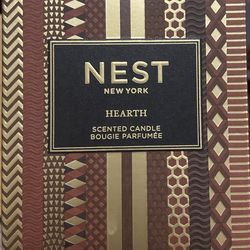 NEST
NEW YORK
HEARTH
SCENTED CANDLE
BOUGIE PARFUMÉE